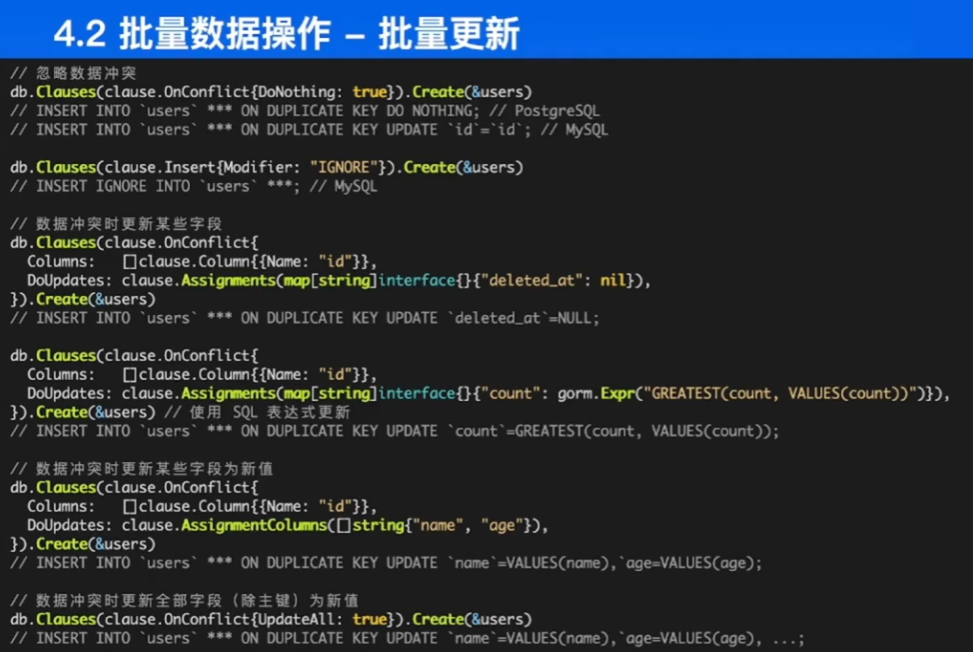 4.2 批量数据操作 – 批量更新
// 忽略数据冲突
db.Clauses(clause.OnConflict{DoNothing: true}).Create(&users)
// INSERT INTO `users` *** ON DUPLICATE KEY DO NOTHING; // PostgreSQL
// INSERT INTO `users` *** ON DUPLICATE KEY UPDATE `id`=`id`; // MySQL
db.Clauses(clause.Insert{Modifier: "IGNORE"}).Create(&users)
// INSERT IGNORE INTO `users` ***; // MySQL
// 数据冲突时更新某些字段
db.Clauses(clause.OnConflict{
  Columns:   []clause.Column{{Name: "id"}},
  DoUpdates: clause.Assignments(map[string]interface{}{"deleted_at": nil}),
}).Create(&users)
// INSERT INTO `users` *** ON DUPLICATE KEY UPDATE `deleted_at`=NULL;
db.Clauses(clause.OnConflict{
  Columns:   []clause.Column{{Name: "id"}},
  DoUpdates: clause.Assignments(map[string]interface{}{"count": gorm.Expr("GREATEST(count, VALUES(count))")}),
}).Create(&users) // 使用 SQL 表达式更新
// INSERT INTO `users` *** ON DUPLICATE KEY UPDATE `count`=GREATEST(count, VALUES(count));
// 数据冲突时更新某些字段为新值
db.Clauses(clause.OnConflict{
  Columns:   []clause.Column{{Name: "id"}},
  DoUpdates: clause.AssignmentColumns([]string{"name", "age"}),
}).Create(&users)
// INSERT INTO `users` *** ON DUPLICATE KEY UPDATE `name`=VALUES(name),`age=VALUES(age);
// 数据冲突时更新全部字段（除主键）为新值
db.Clauses(clause.OnConflict{UpdateAll: true}).Create(&users)
// INSERT INTO `users` *** ON DUPLICATE KEY UPDATE `name`=VALUES(name),`age=VALUES(age), ...;